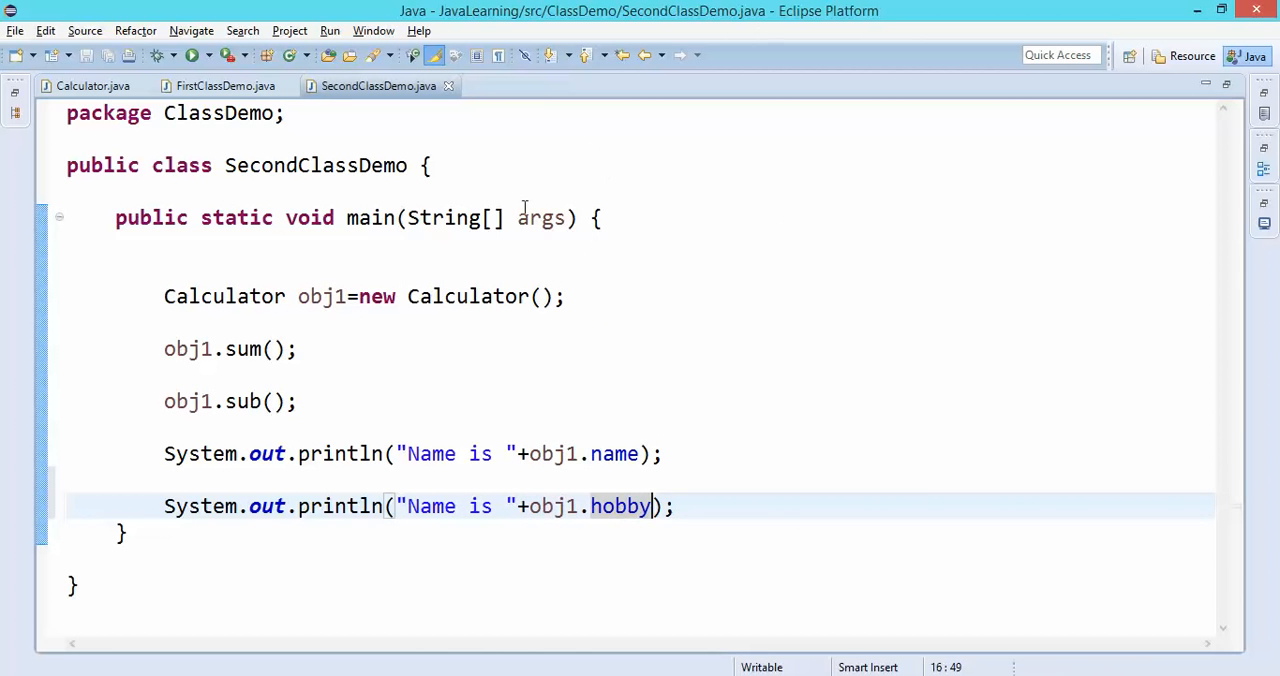 Java - JavaLearning/src/ClassDemo/SecondClassDemo.java - Eclipse Platform
File Edit Source Refactor Navigate Search Project Run Window Help
Quick Access Resource Java
Calculator.java FirstClassDemo.java SecondClassDemo.java
package ClassDemo;
public class SecondClassDemo {
public static void main(String[] args) {
Calculator obj1=new Calculator();
obj1.sum();
obj1.sub();
System.out.println("Name is "+obj1.name);
System.out.println("Name is "+obj1.hobby);
}
}
Writable Smart Insert 16 : 49